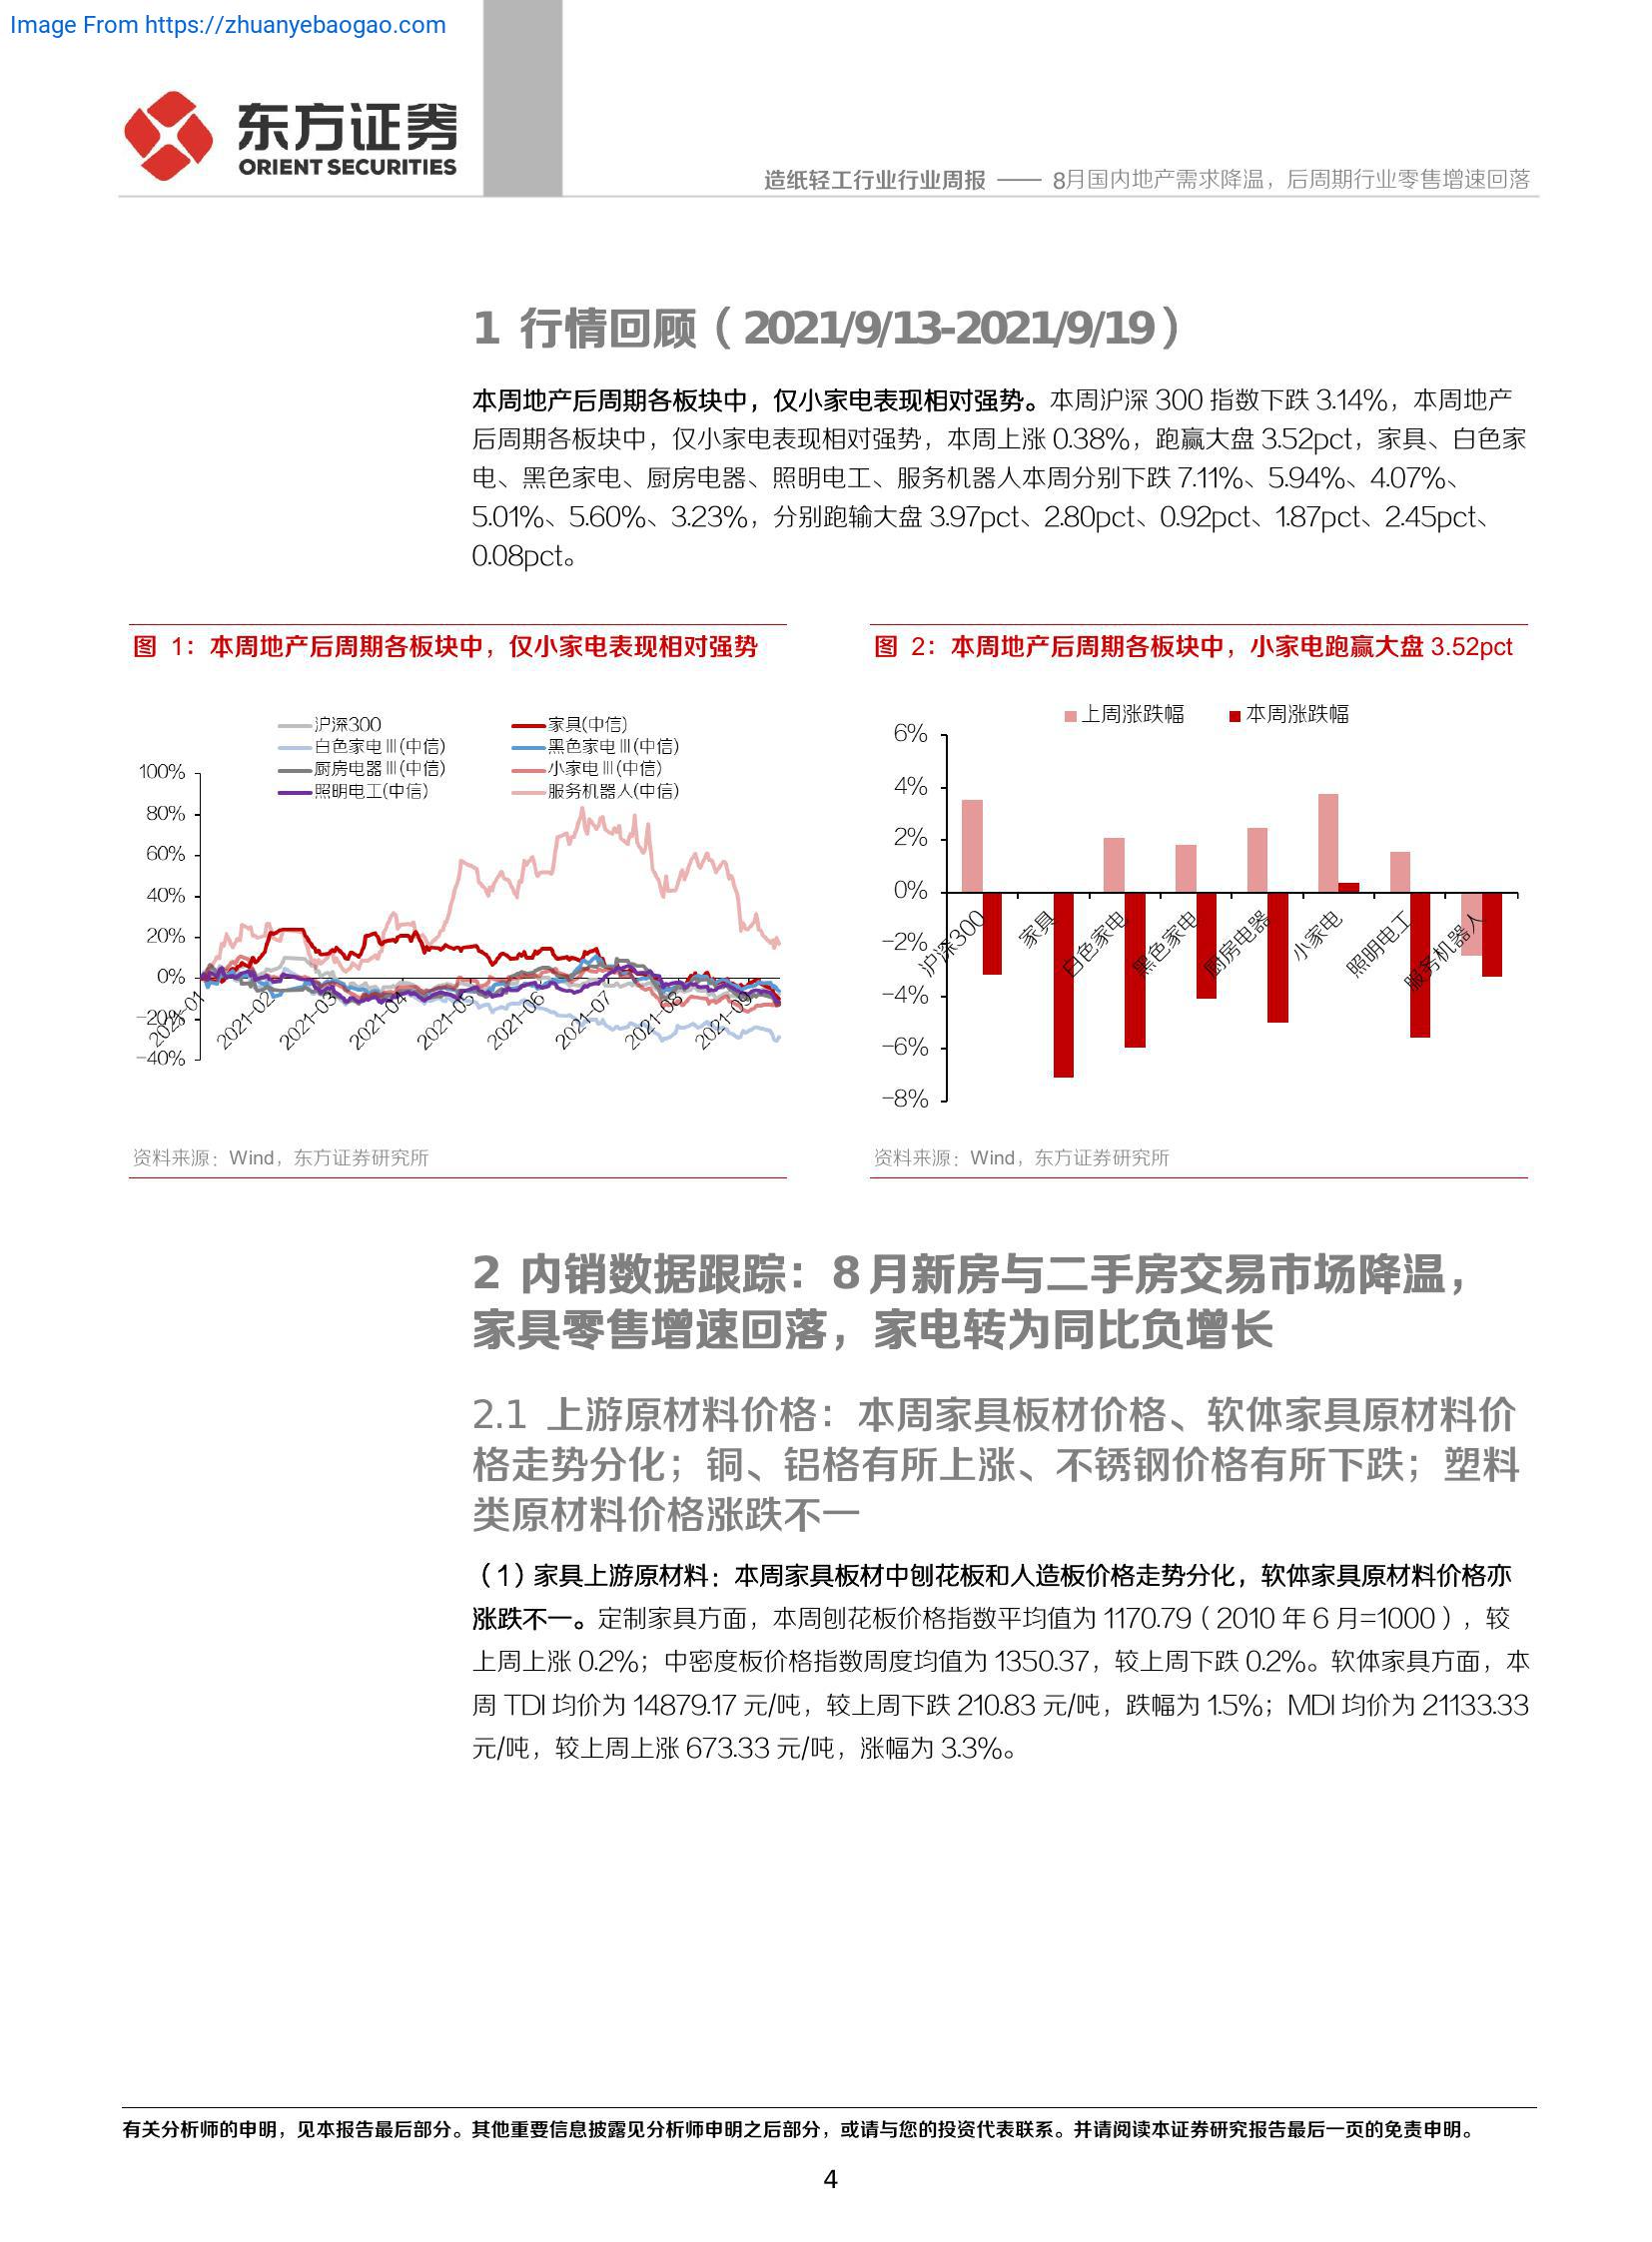 Image From https://zhuanyebaogao.com
东方证券
ORIENT SECURITIES
造纸轻工行业行业周报 —— 8月国内地产需求降温，后周期行业零售增速回落
1 行情回顾（2021/9/13-2021/9/19）
本周地产后周期各板块中，仅小家电表现相对强势。本周沪深 300 指数下跌 3.14%，本周地产
后周期各板块中，仅小家电表现相对强势，本周上涨 0.38%，跑赢大盘 3.52pct，家具、白色家
电、黑色家电、厨房电器、照明电工、服务机器人本周分别下跌 7.11%、5.94%、4.07%、
5.01%、5.60%、3.23%，分别跑输大盘 3.97pct、2.80pct、0.92pct、1.87pct、2.45pct、
0.08pct。
图 1：本周地产后周期各板块中，仅小家电表现相对强势
沪深300
家具(中信)
白色家电Ⅲ(中信)
黑色家电Ⅲ(中信)
厨房电器Ⅲ(中信)
小家电Ⅲ(中信)
照明电工(中信)
服务机器人(中信)
100%
80%
60%
40%
20%
0%
-20%
-40%
2021-01
2021-02
2021-03
2021-04
2021-05
2021-06
2021-07
2021-08
2021-09
资料来源：Wind，东方证券研究所
图 2：本周地产后周期各板块中，小家电跑赢大盘 3.52pct
上周涨跌幅
本周涨跌幅
6%
4%
2%
0%
-2%
-4%
-6%
-8%
沪深300
家具
白色家电
黑色家电
厨房电器
小家电
照明电工
服务机器人
资料来源：Wind，东方证券研究所
2 内销数据跟踪：8月新房与二手房交易市场降温，
家具零售增速回落，家电转为同比负增长
2.1 上游原材料价格：本周家具板材价格、软体家具原材料价
格走势分化；铜、铝格有所上涨、不锈钢价格有所下跌；塑料
类原材料价格涨跌不一
（1）家具上游原材料：本周家具板材中刨花板和人造板价格走势分化，软体家具原材料价格亦
涨跌不一。定制家具方面，本周刨花板价格指数平均值为 1170.79（2010 年 6 月=1000），较
上周上涨 0.2%；中密度板价格指数周度均值为 1350.37，较上周下跌 0.2%。软体家具方面，本
周 TDI 均价为 14879.17 元/吨，较上周下跌 210.83 元/吨，跌幅为 1.5%；MDI 均价为 21133.33
元/吨，较上周上涨 673.33 元/吨，涨幅为 3.3%。
有关分析师的申明，见本报告最后部分。其他重要信息披露见分析师申明之后部分，或请与您的投资代表联系。并请阅读本证券研究报告最后一页的免责申明。
4